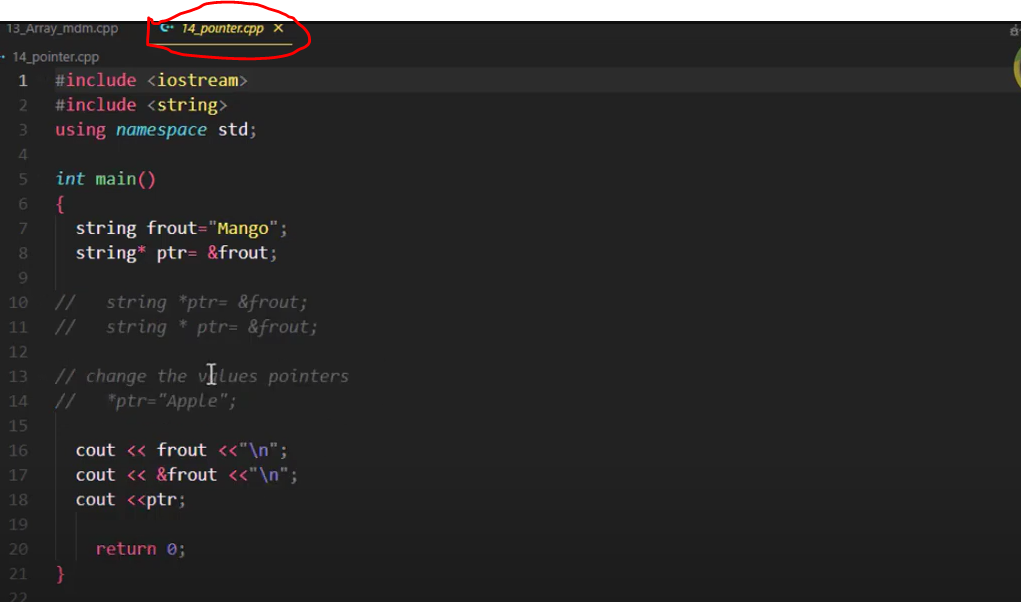 13_Array_mdm.cpp 14_pointer.cpp
14_pointer.cpp
1 #include <iostream>
2 #include <string>
3 using namespace std;
4
5 int main()
6 {
7 string frout="Mango";
8 string* ptr= &frout;
9
10 //   string *ptr= &frout;
11 //   string * ptr= &frout;
12
13 // change the values pointers
14 //   *ptr="Apple";
15
16 cout << frout <<"\n";
17 cout << &frout <<"\n";
18 cout <<ptr;
19
20 return 0;
21 }
22